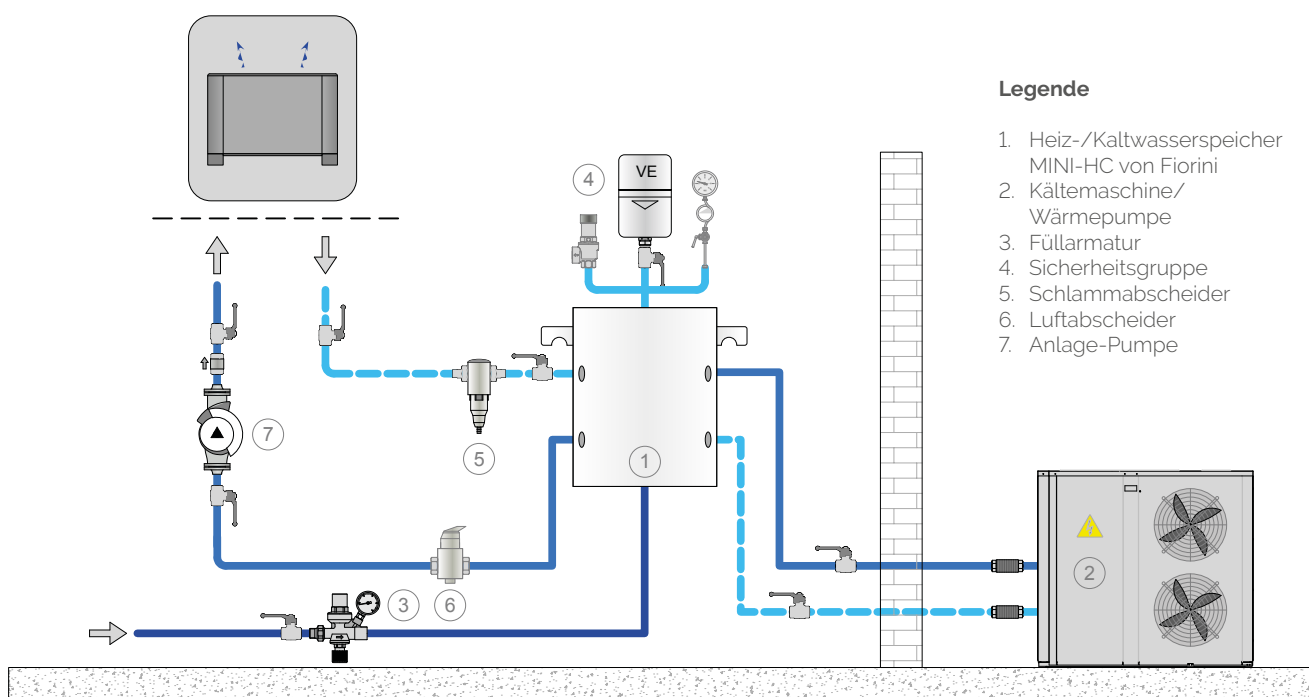 Legende
1. Heiz-/Kaltwasserspeicher
MINI-HC von Fiorini
2. Kältemaschine/
Wärmepumpe
3. Füllarmatur
4. Sicherheitsgruppe
5. Schlammabscheider
6. Luftabscheider
7. Anlage-Pumpe
4
VE
7
5
1
2
3
6